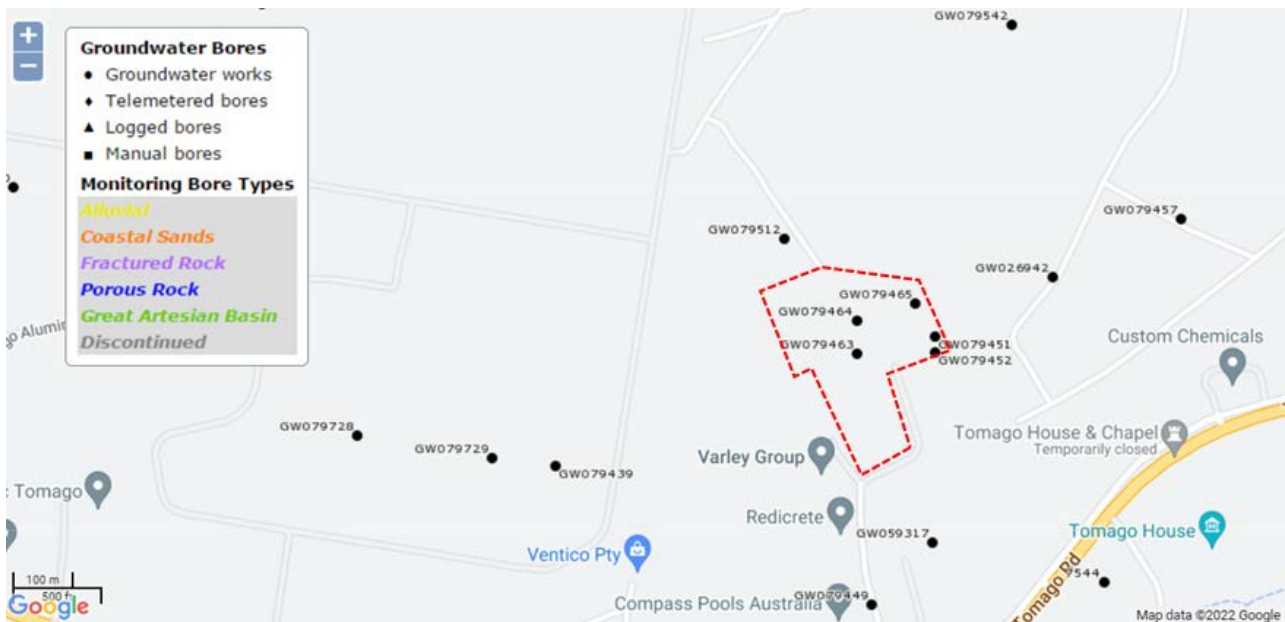 +
−
Groundwater Bores
Groundwater works
Telemetered bores
Logged bores
Manual bores
Monitoring Bore Types
Alluvial
Coastal Sands
Fractured Rock
Porous Rock
Great Artesian Basin
Discontinued
GW079542
GW079457
GW079512
GW026942
GW079465
GW079464
GW079451
GW079463
GW079452
Custom Chemicals
GW079728
GW079729
GW079439
Tomago House & Chapel
Temporarily closed
Varley Group
Tomago
Redicrete
GW059317
Tomago House
Ventico Pty
Tomago Rd
7544
GW079449
Compass Pools Australia
100 m
Google
Map data ©2022 Google